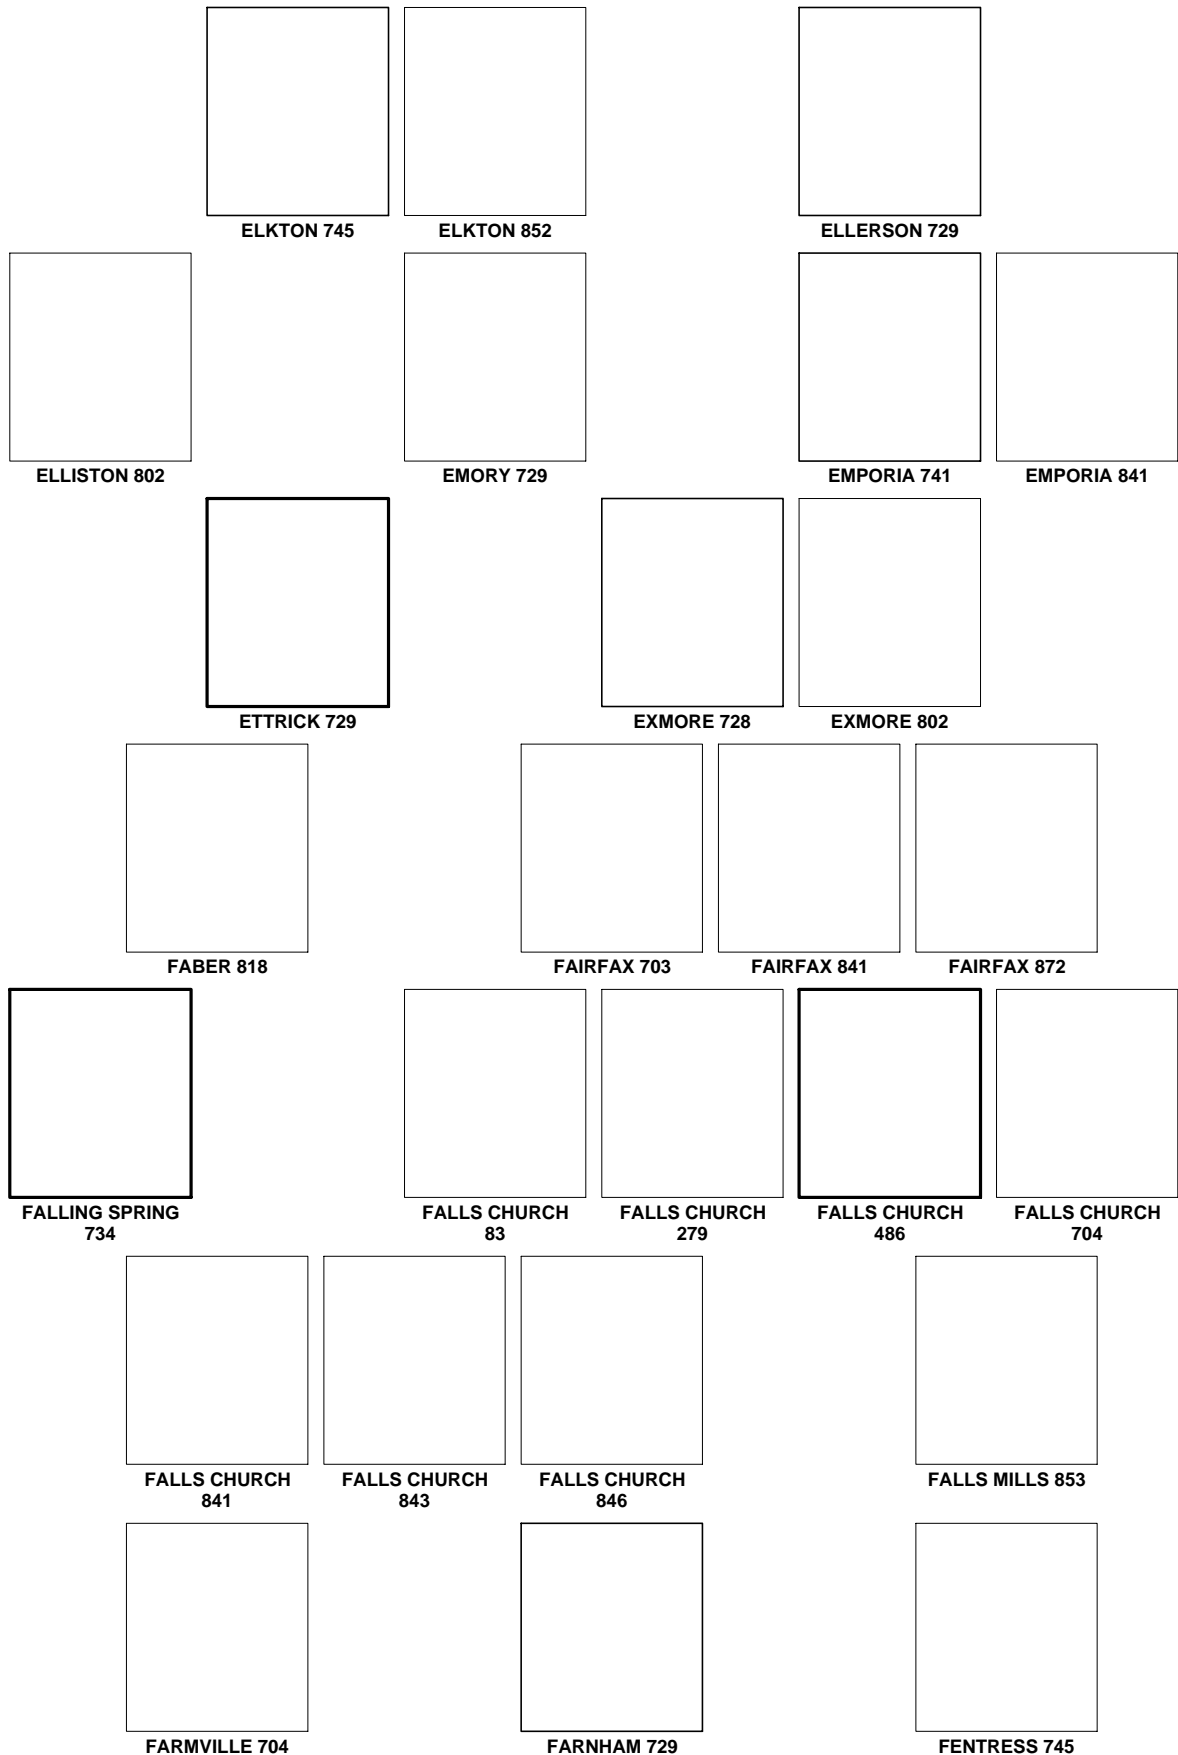 ELKTON 745
ELKTON 852
ELLERSON 729
ELLISTON 802
EMORY 729
EMPORIA 741
EMPORIA 841
ETTRICK 729
EXMORE 728
EXMORE 802
FABER 818
FAIRFAX 703
FAIRFAX 841
FAIRFAX 872
FALLING SPRING
734
FALLS CHURCH
83
FALLS CHURCH
279
FALLS CHURCH
486
FALLS CHURCH
704
FALLS CHURCH
841
FALLS CHURCH
843
FALLS CHURCH
846
FALLS MILLS 853
FARMVILLE 704
FARNHAM 729
FENTRESS 745